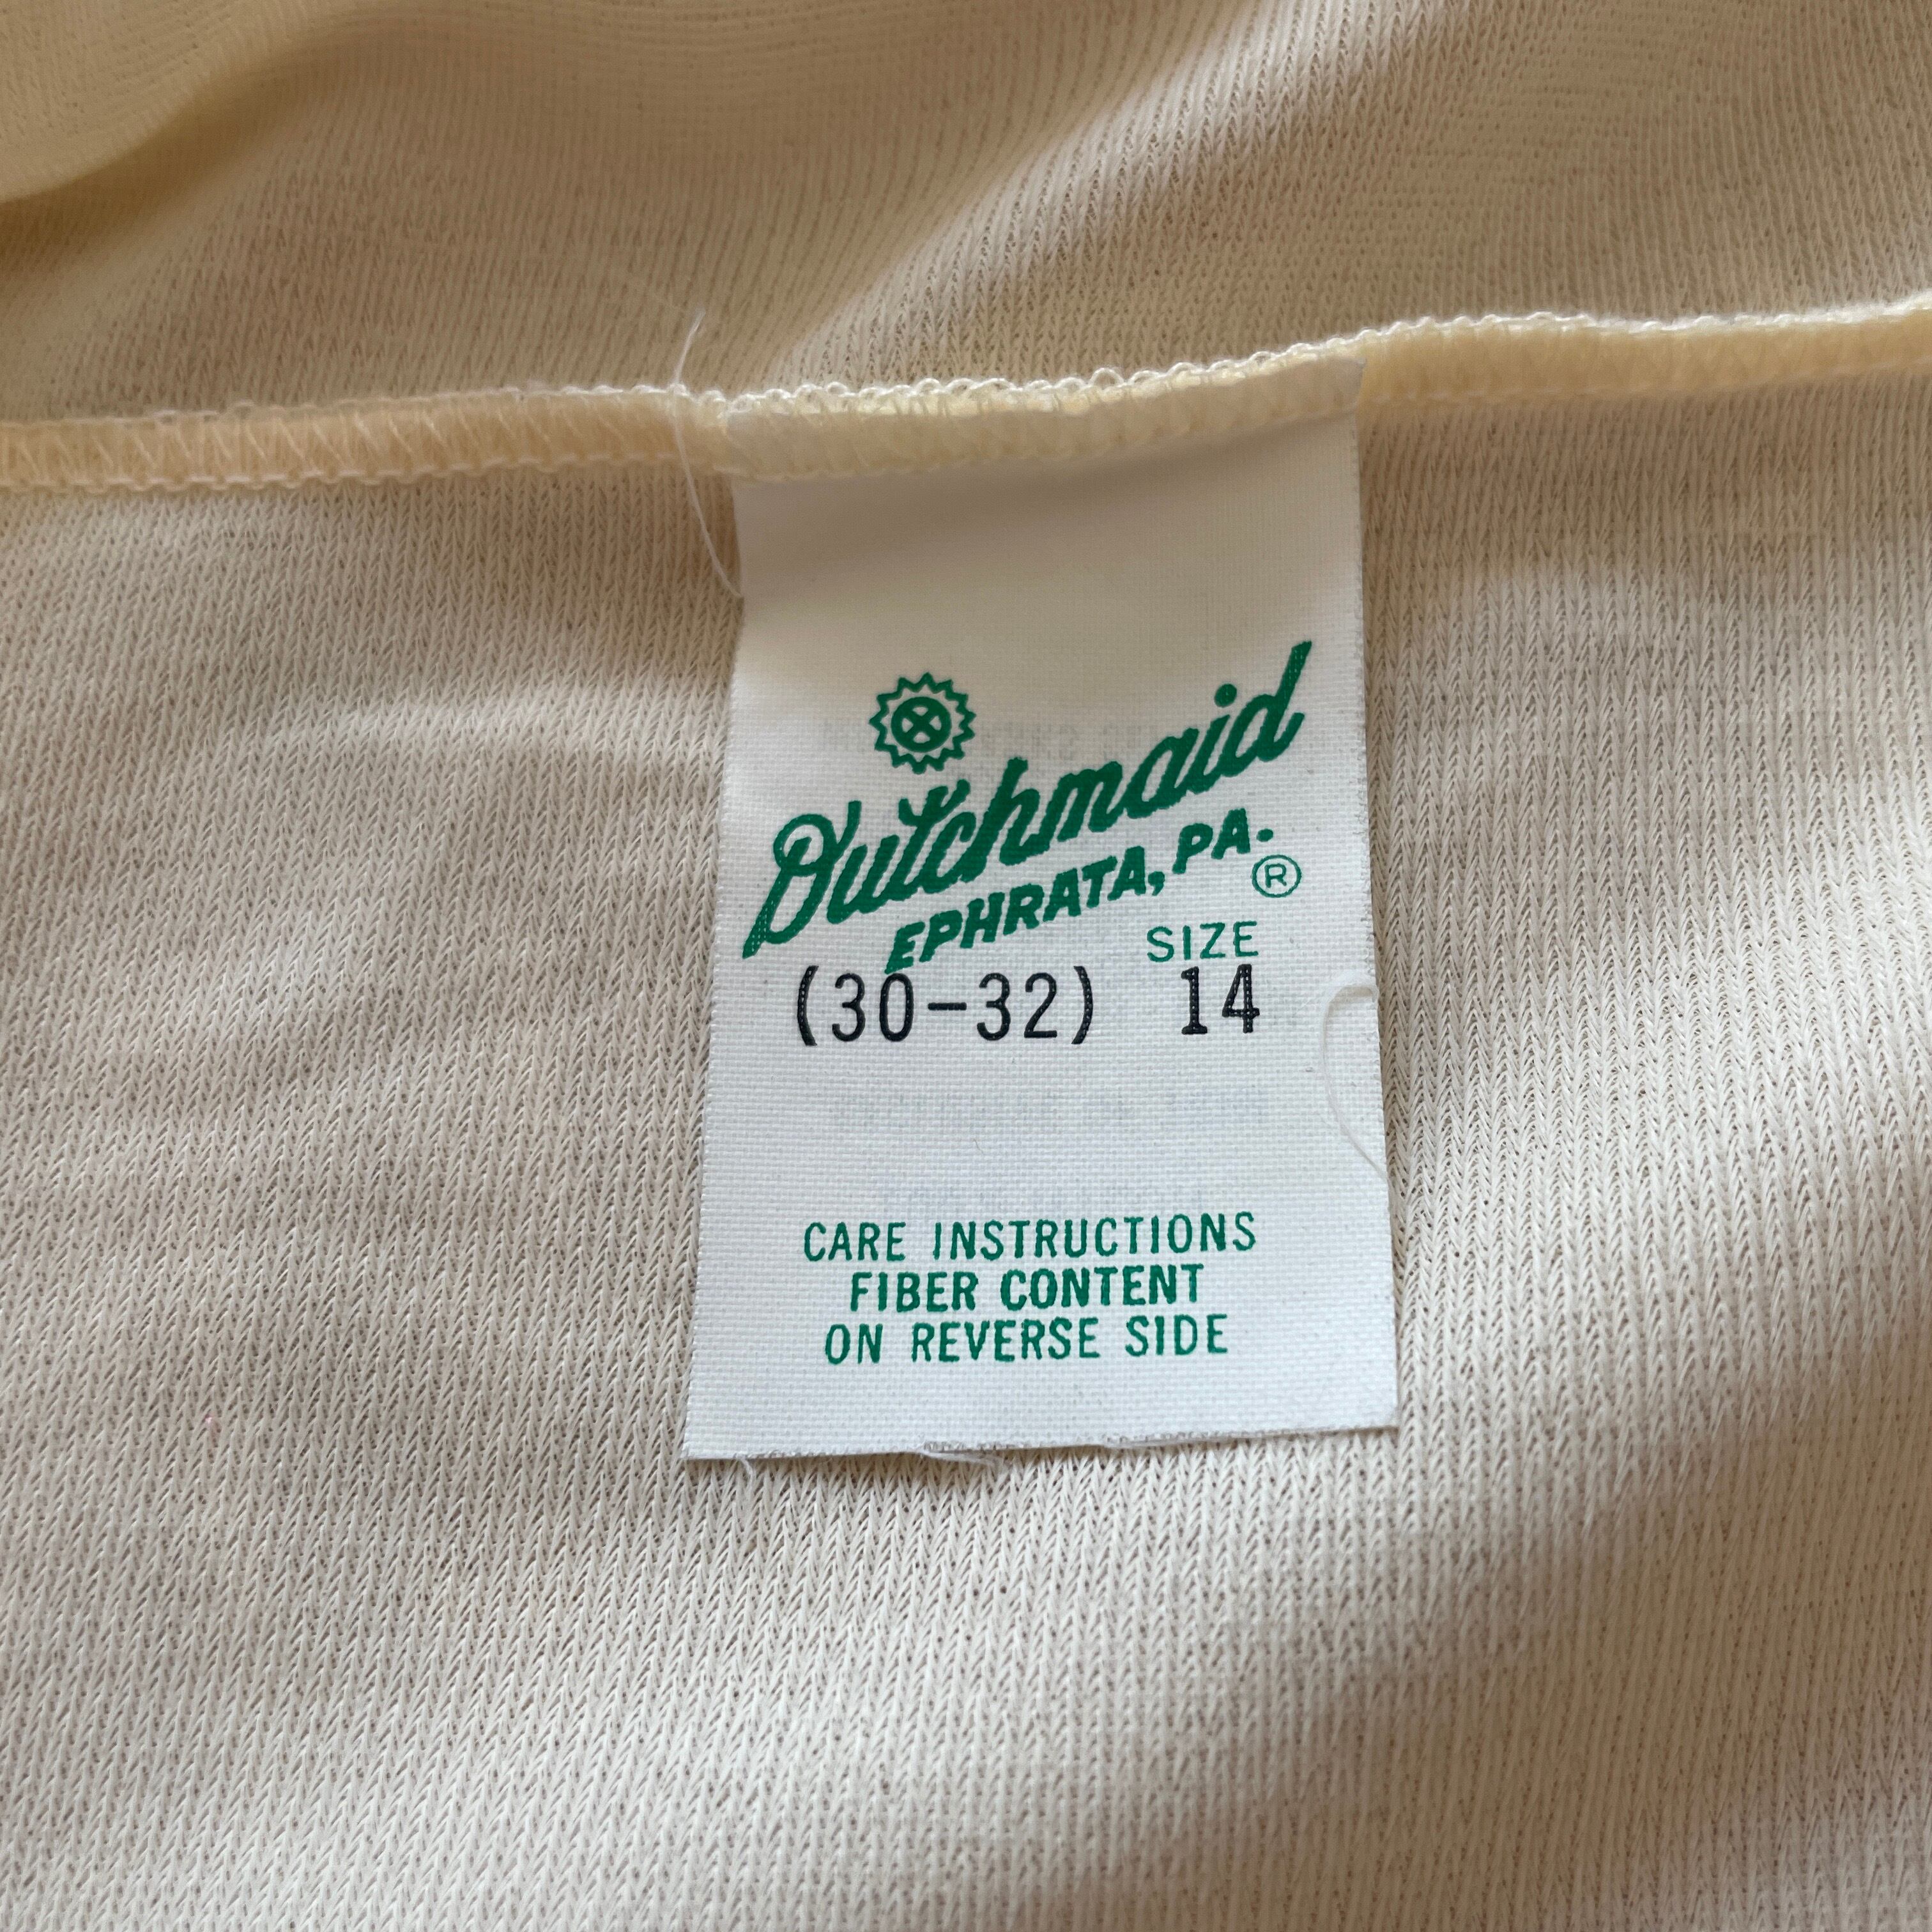 Dutchmaid
EPHRATA, PA.
®
SIZE
(30-32) 14
CARE INSTRUCTIONS
FIBER CONTENT
ON REVERSE SIDE